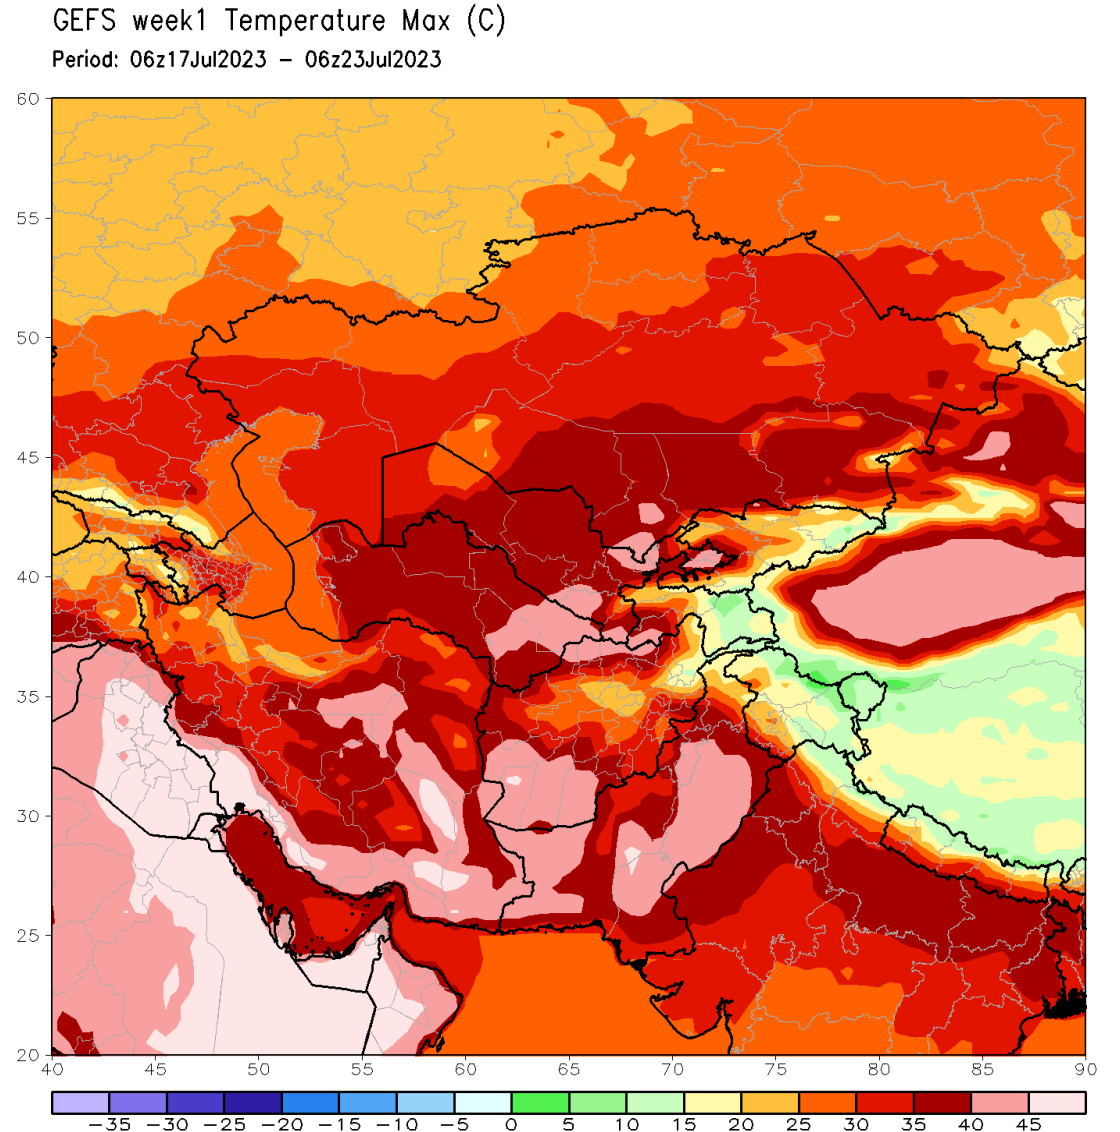 GEFS week1 Temperature Max (C)
Period: 06z17Jul2023 – 06z23Jul2023
60
55
50
45
40
35
30
25
20
40 45 50 55 60 65 70 75 80 85 90
−35 −30 −25 −20 −15 −10 −5 0 5 10 15 20 25 30 35 40 45